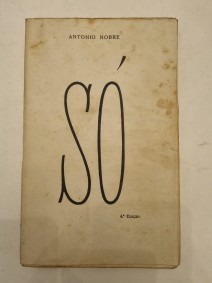 ANTONIO NOBRE
SÓ
4.ª Edição